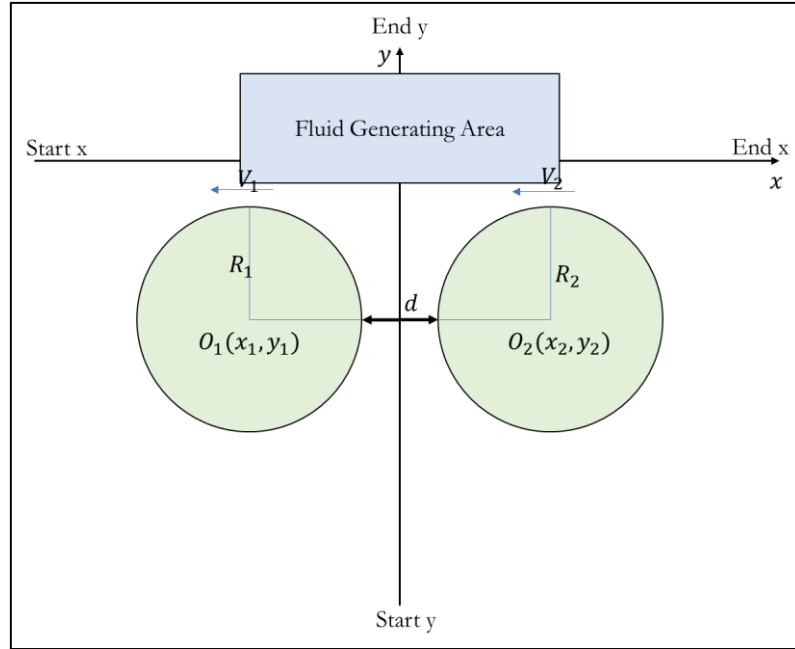 End y
y
Fluid Generating Area
Start x
End x
x
V₁
V₂
R₁
R₂
d
O₁(x₁, y₁)
O₂(x₂, y₂)
Start y